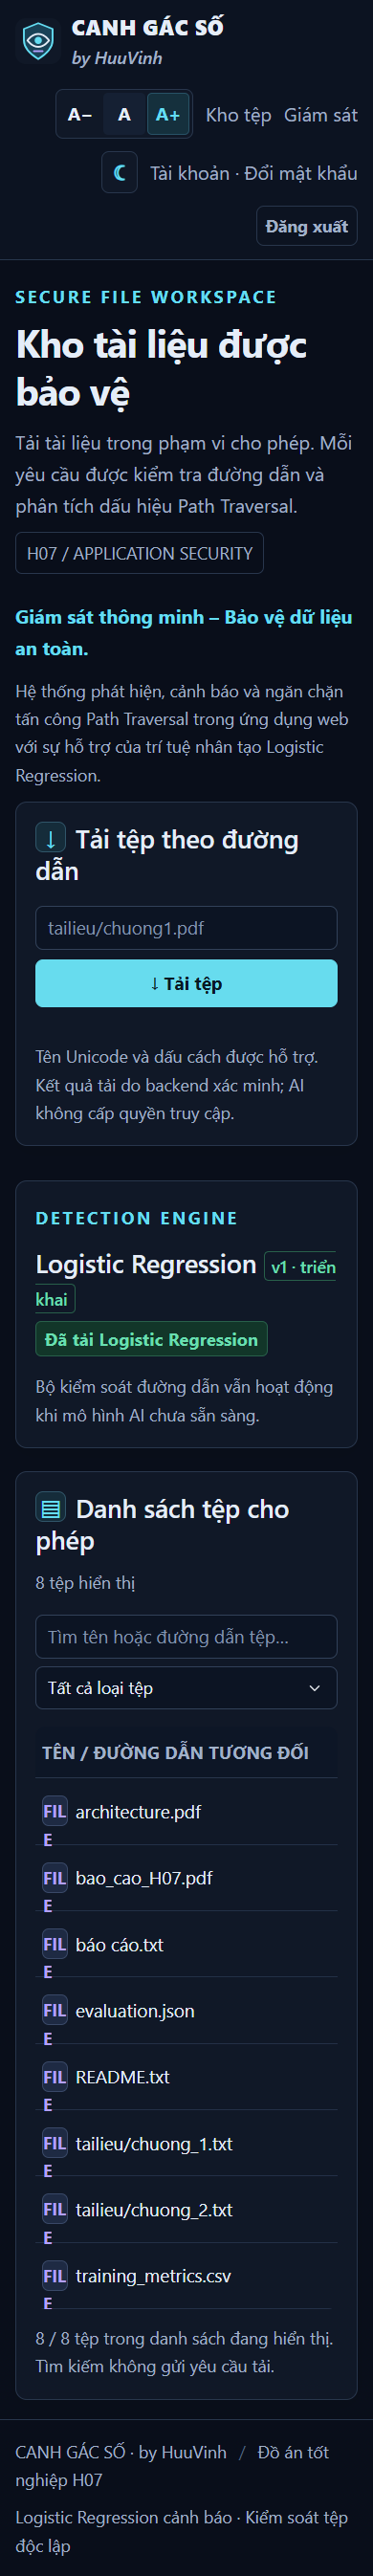 CANH GÁC SỐ
by HuuVinh
A− A A+ Kho tệp Giám sát
☾ Tài khoản · Đổi mật khẩu
Đăng xuất
SECURE FILE WORKSPACE
Kho tài liệu được
bảo vệ
Tải tài liệu trong phạm vi cho phép. Mỗi
yêu cầu được kiểm tra đường dẫn và
phân tích dấu hiệu Path Traversal.
H07 / APPLICATION SECURITY
Giám sát thông minh – Bảo vệ dữ liệu
an toàn.
Hệ thống phát hiện, cảnh báo và ngăn chặn
tấn công Path Traversal trong ứng dụng web
với sự hỗ trợ của trí tuệ nhân tạo Logistic
Regression.
↓ Tải tệp theo đường
dẫn
tailieu/chuong1.pdf
↓ Tải tệp
Tên Unicode và dấu cách được hỗ trợ.
Kết quả tải do backend xác minh; AI
không cấp quyền truy cập.
DETECTION ENGINE
Logistic Regression v1 · triển
khai
Đã tải Logistic Regression
Bộ kiểm soát đường dẫn vẫn hoạt động
khi mô hình AI chưa sẵn sàng.
▤ Danh sách tệp cho
phép
8 tệp hiển thị
Tìm tên hoặc đường dẫn tệp...
Tất cả loại tệp
TÊN / ĐƯỜNG DẪN TƯƠNG ĐỐI
FIL architecture.pdf
E
FIL bao_cao_H07.pdf
E
FIL báo cáo.txt
E
FIL evaluation.json
E
FIL README.txt
E
FIL tailieu/chuong_1.txt
E
FIL tailieu/chuong_2.txt
E
FIL training_metrics.csv
E
8 / 8 tệp trong danh sách đang hiển thị.
Tìm kiếm không gửi yêu cầu tải.
CANH GÁC SỐ · by HuuVinh / Đồ án tốt
nghiệp H07
Logistic Regression cảnh báo · Kiểm soát tệp
độc lập